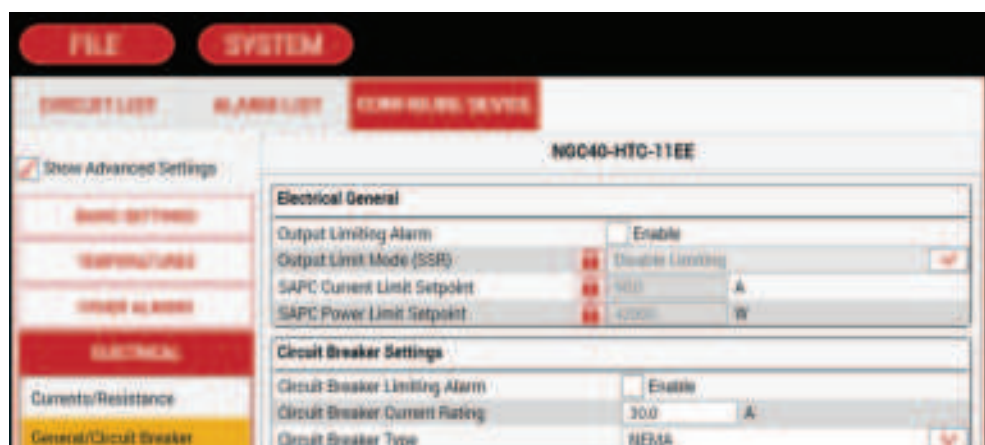 FILE SYSTEM
CIRCUIT LIST ALARM LIST CONFIGURE DEVICE
NGC40-HTC-11EE
Show Advanced Settings
Electrical General
BASIC SETTINGS
Output Limiting Alarm Enable
TEMPERATURES
Output Limit Mode (SSR) Disable Limiting
SAPC Current Limit Setpoint A
OTHER ALARMS
SAPC Power Limit Setpoint W
ELECTRICAL
Circuit Breaker Settings
Circuit Breaker Limiting Alarm Enable
Currents/Resistance
Circuit Breaker Current Rating 30.0 A
General/Circuit Breaker
Circuit Breaker Type NEMA